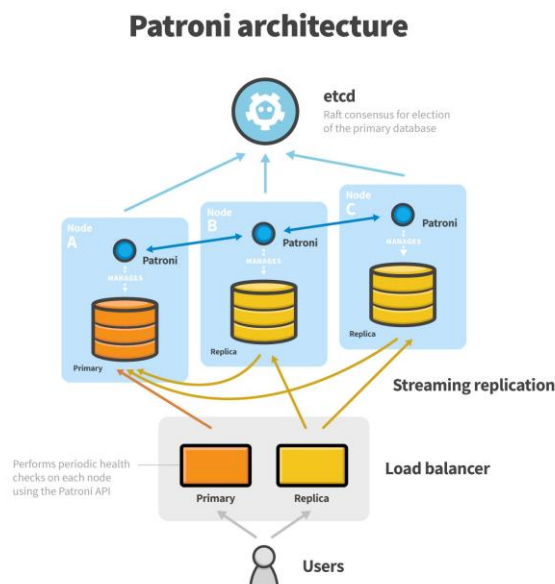 Patroni architecture
etcd
Raft consensus for election
of the primary database
Node
A
Patroni
MANAGES
Primary
Node
B
Patroni
MANAGES
Replica
Node
C
Patroni
MANAGES
Replica
Streaming replication
Performs periodic health
checks on each node
using the Patroni API
Primary
Replica
Load balancer
Users